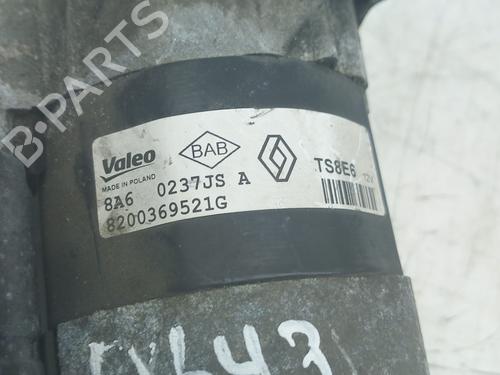 Valeo
BAB
TS8E6 12V
MADE IN POLAND
8A6 0237JS A
8200369521G
B-PARTS